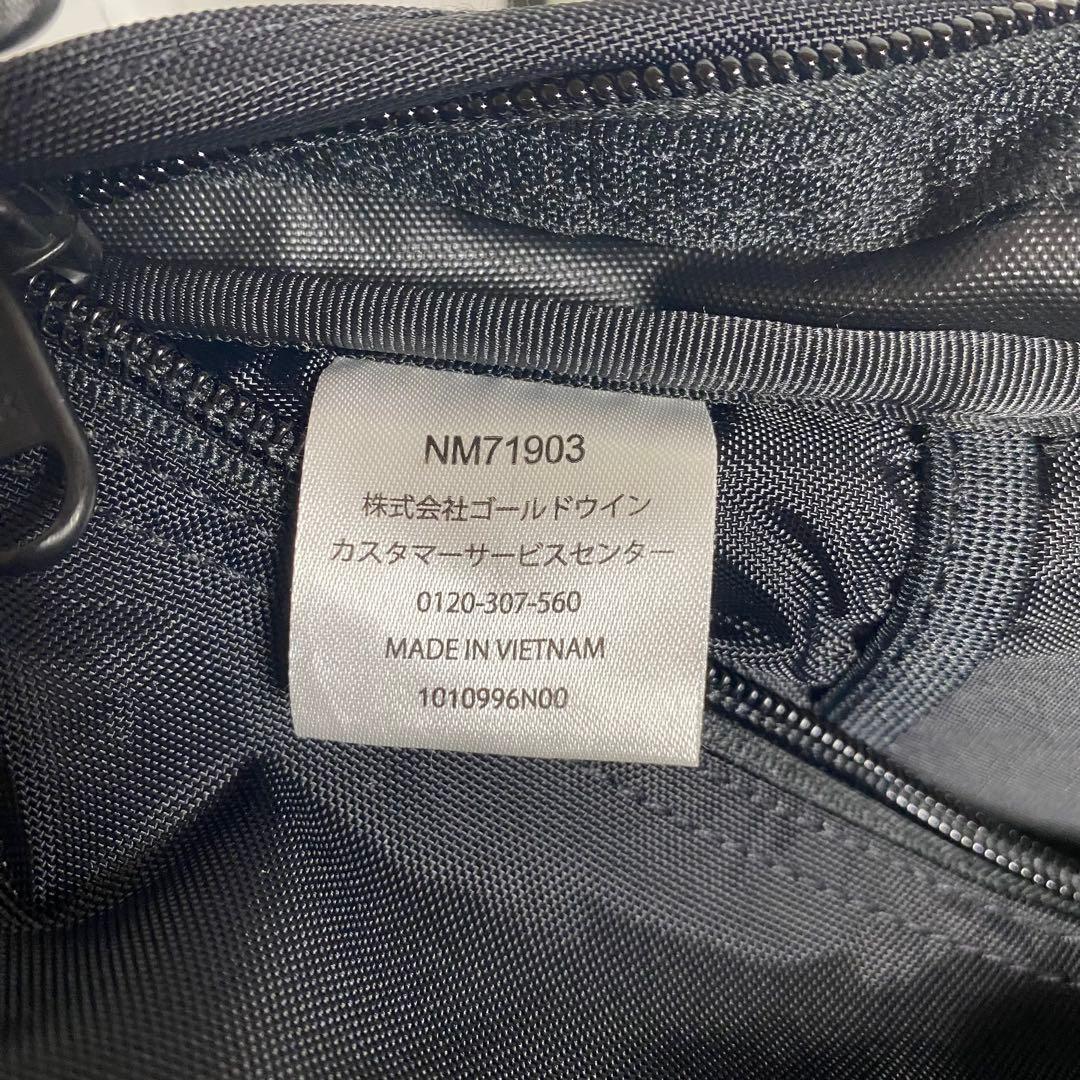 NM71903
株式会社ゴールドウイン
カスタマーサービスセンター
0120-307-560
MADE IN VIETNAM
1010996N00